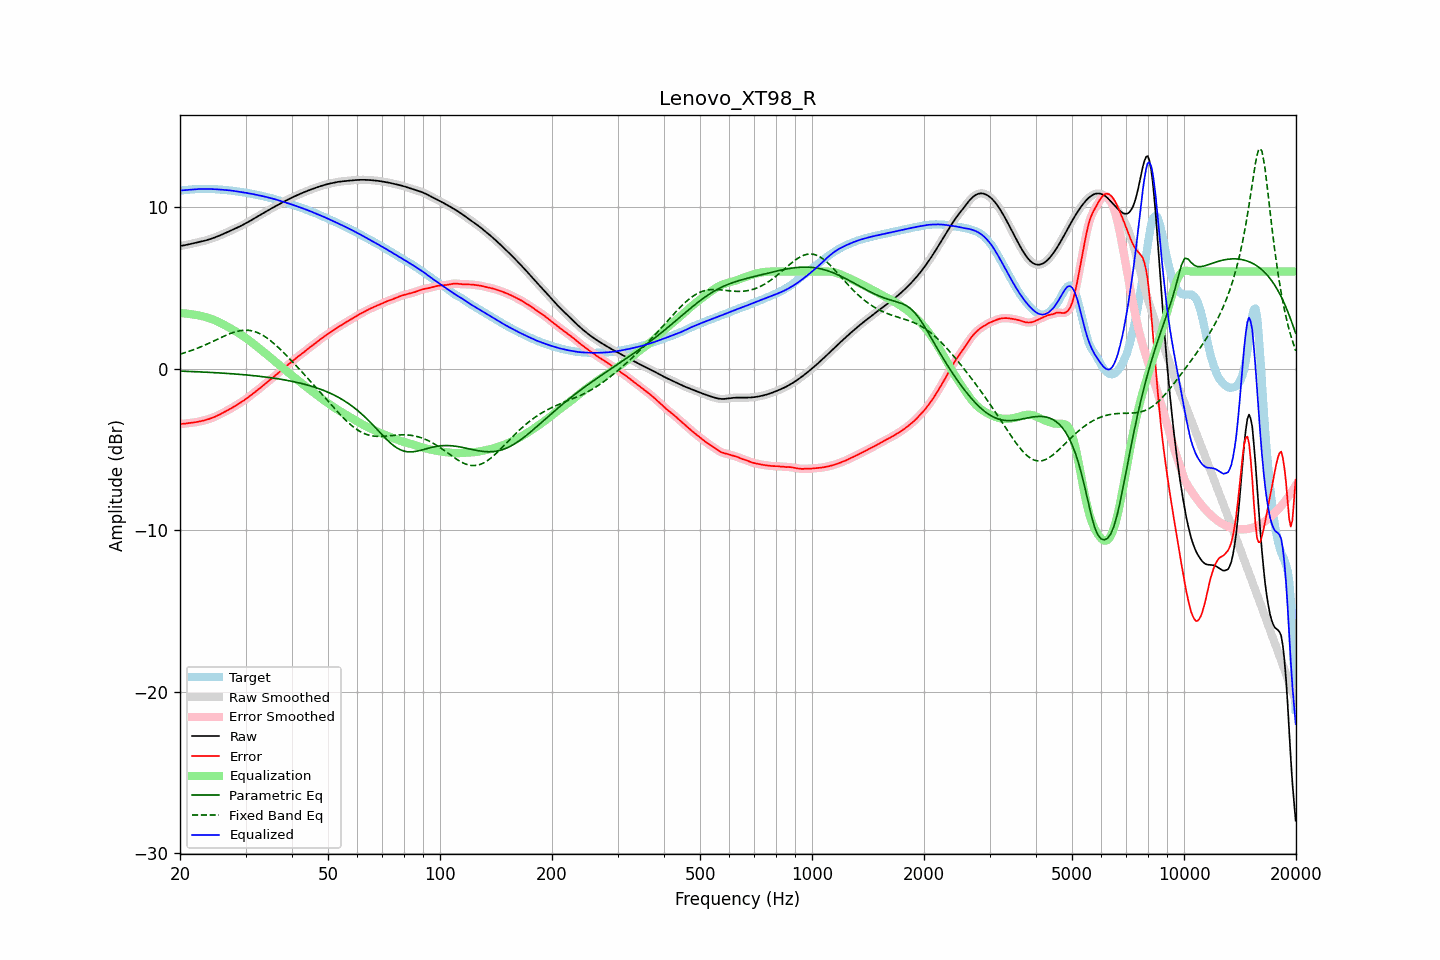 Lenovo_XT98_R
Amplitude (dBr)
10
0
−10
−20
−30
Target
Raw Smoothed
Error Smoothed
Raw
Error
Equalization
Parametric Eq
Fixed Band Eq
Equalized
20 50 100 200 500 1000 2000 5000 10000 20000
Frequency (Hz)